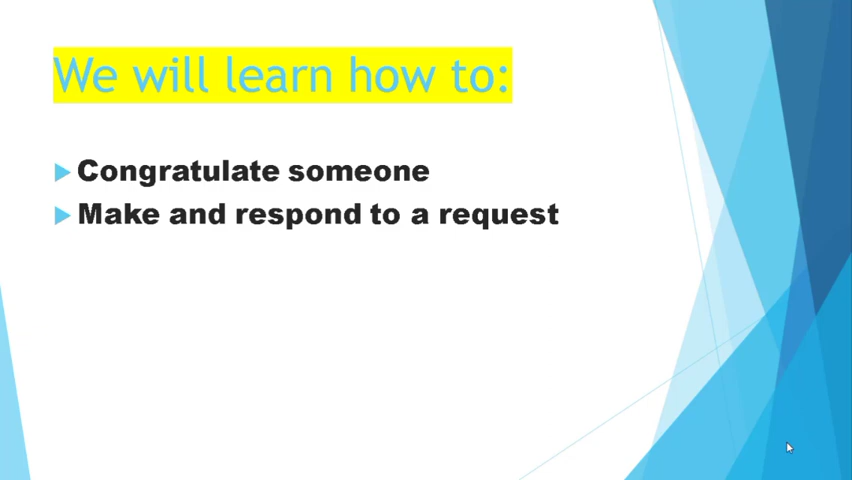 We will learn how to:
Congratulate someone
Make and respond to a request